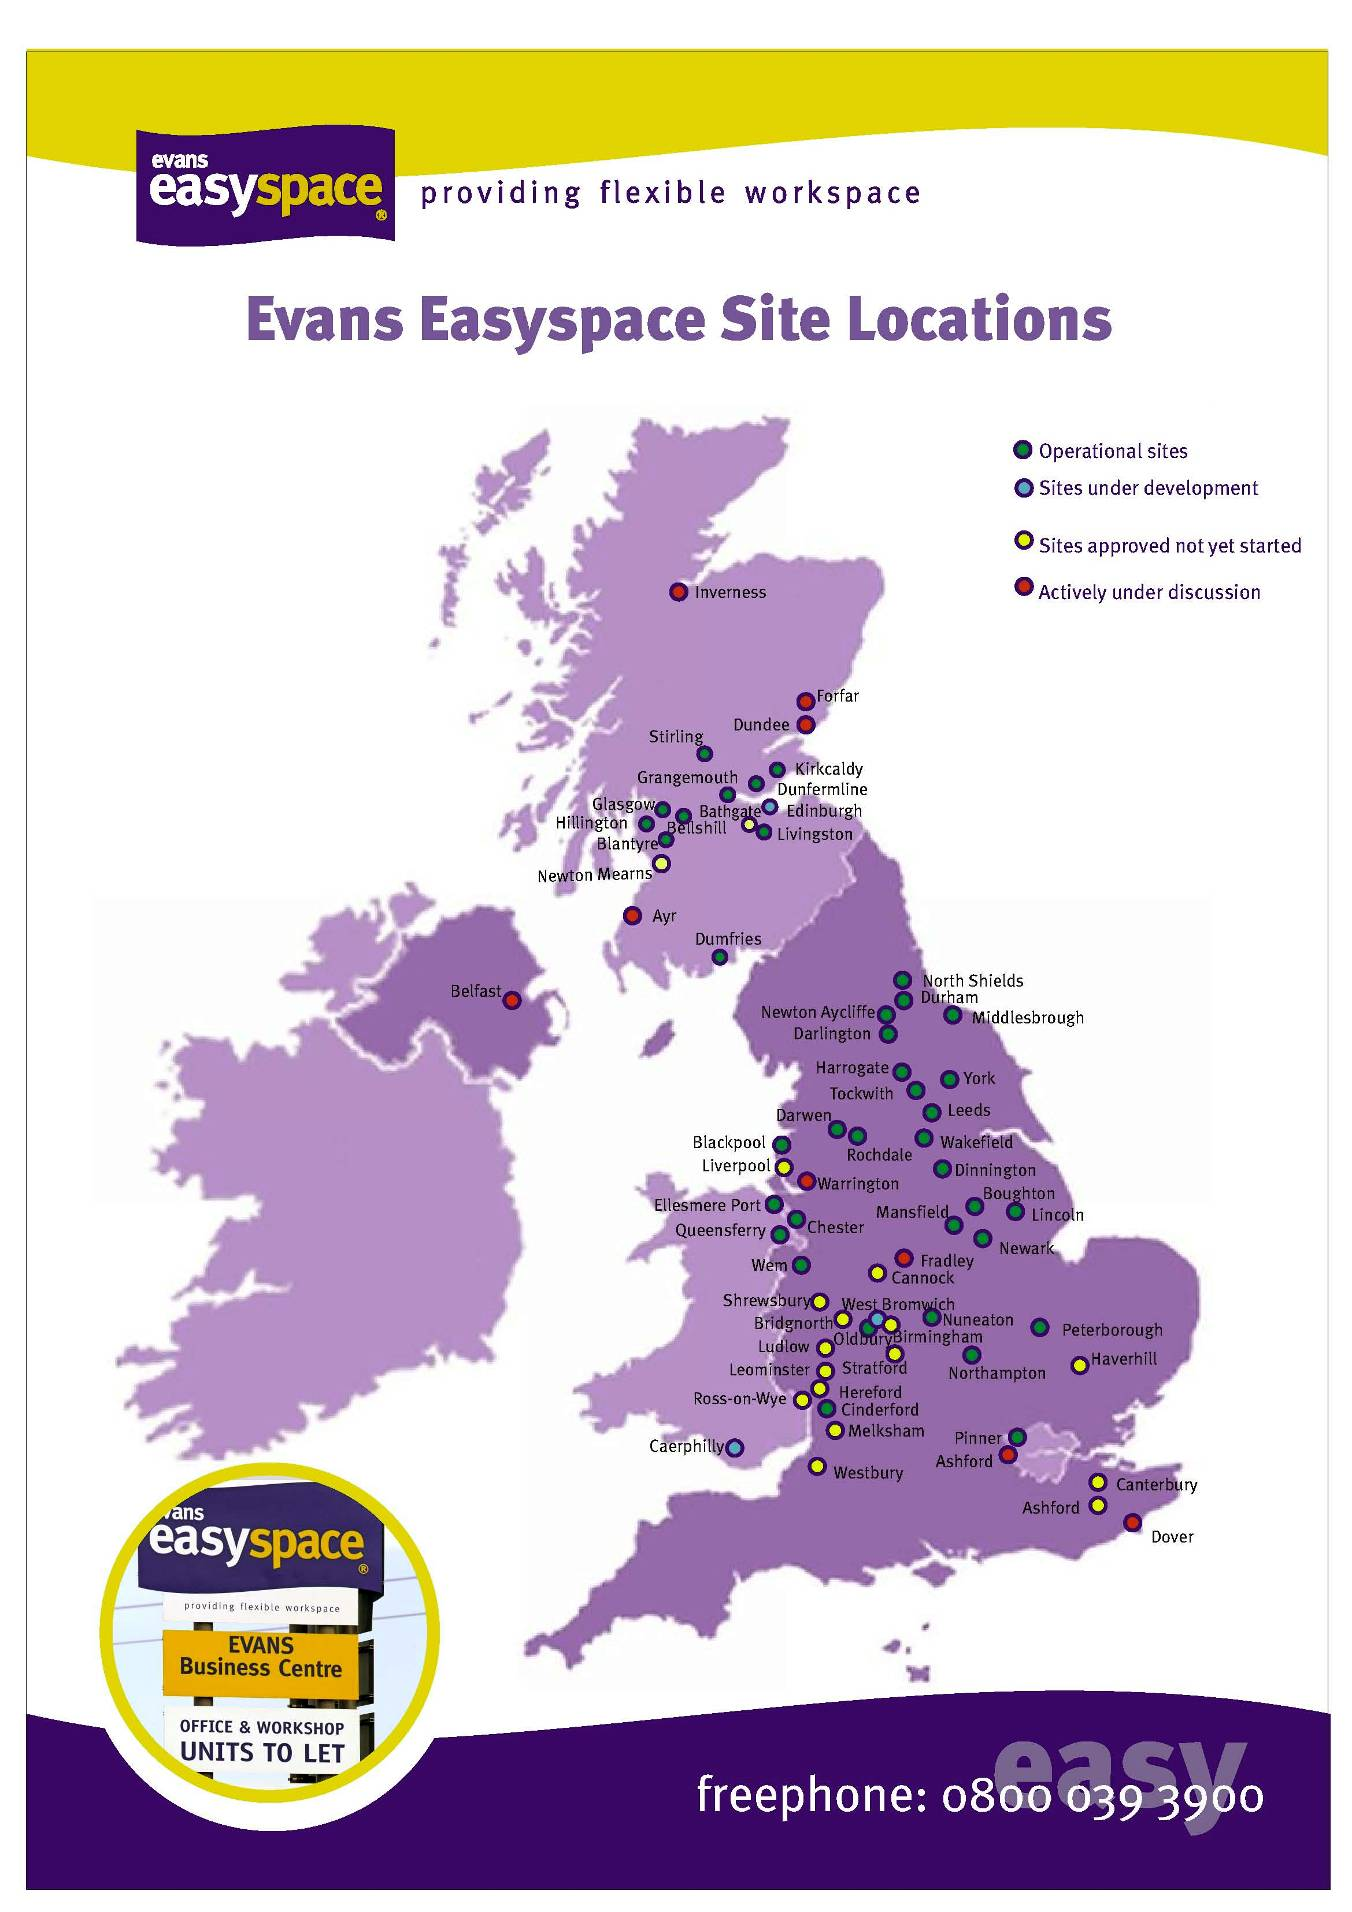 evans
easyspace
®
providing flexible workspace
Evans Easyspace Site Locations
Operational sites
Sites under development
Sites approved not yet started
Actively under discussion
Inverness
Forfar
Dundee
Stirling
Kirkcaldy
Grangemouth
Dunfermline
Glasgow
Bathgate
Edinburgh
Hillington
Bellshill
Livingston
Blantyre
Newton Mearns
Ayr
Dumfries
Belfast
North Shields
Durham
Newton Aycliffe
Middlesbrough
Darlington
Harrogate
York
Tockwith
Leeds
Darwen
Blackpool
Wakefield
Rochdale
Liverpool
Dinnington
Warrington
Boughton
Ellesmere Port
Mansfield
Lincoln
Chester
Queensferry
Newark
Fradley
Wem
Cannock
Shrewsbury
West Bromwich
Bridgnorth
Nuneaton
Peterborough
Oldbury
Birmingham
Ludlow
Haverhill
Leominster
Stratford
Northampton
Hereford
Ross-on-Wye
Cinderford
Melksham
Pinner
Caerphilly
Ashford
Westbury
Canterbury
Ashford
Dover
vans
easyspace
®
providing flexible workspace
EVANS
Business Centre
OFFICE & WORKSHOP
UNITS TO LET
easy
freephone: 0800 039 3900